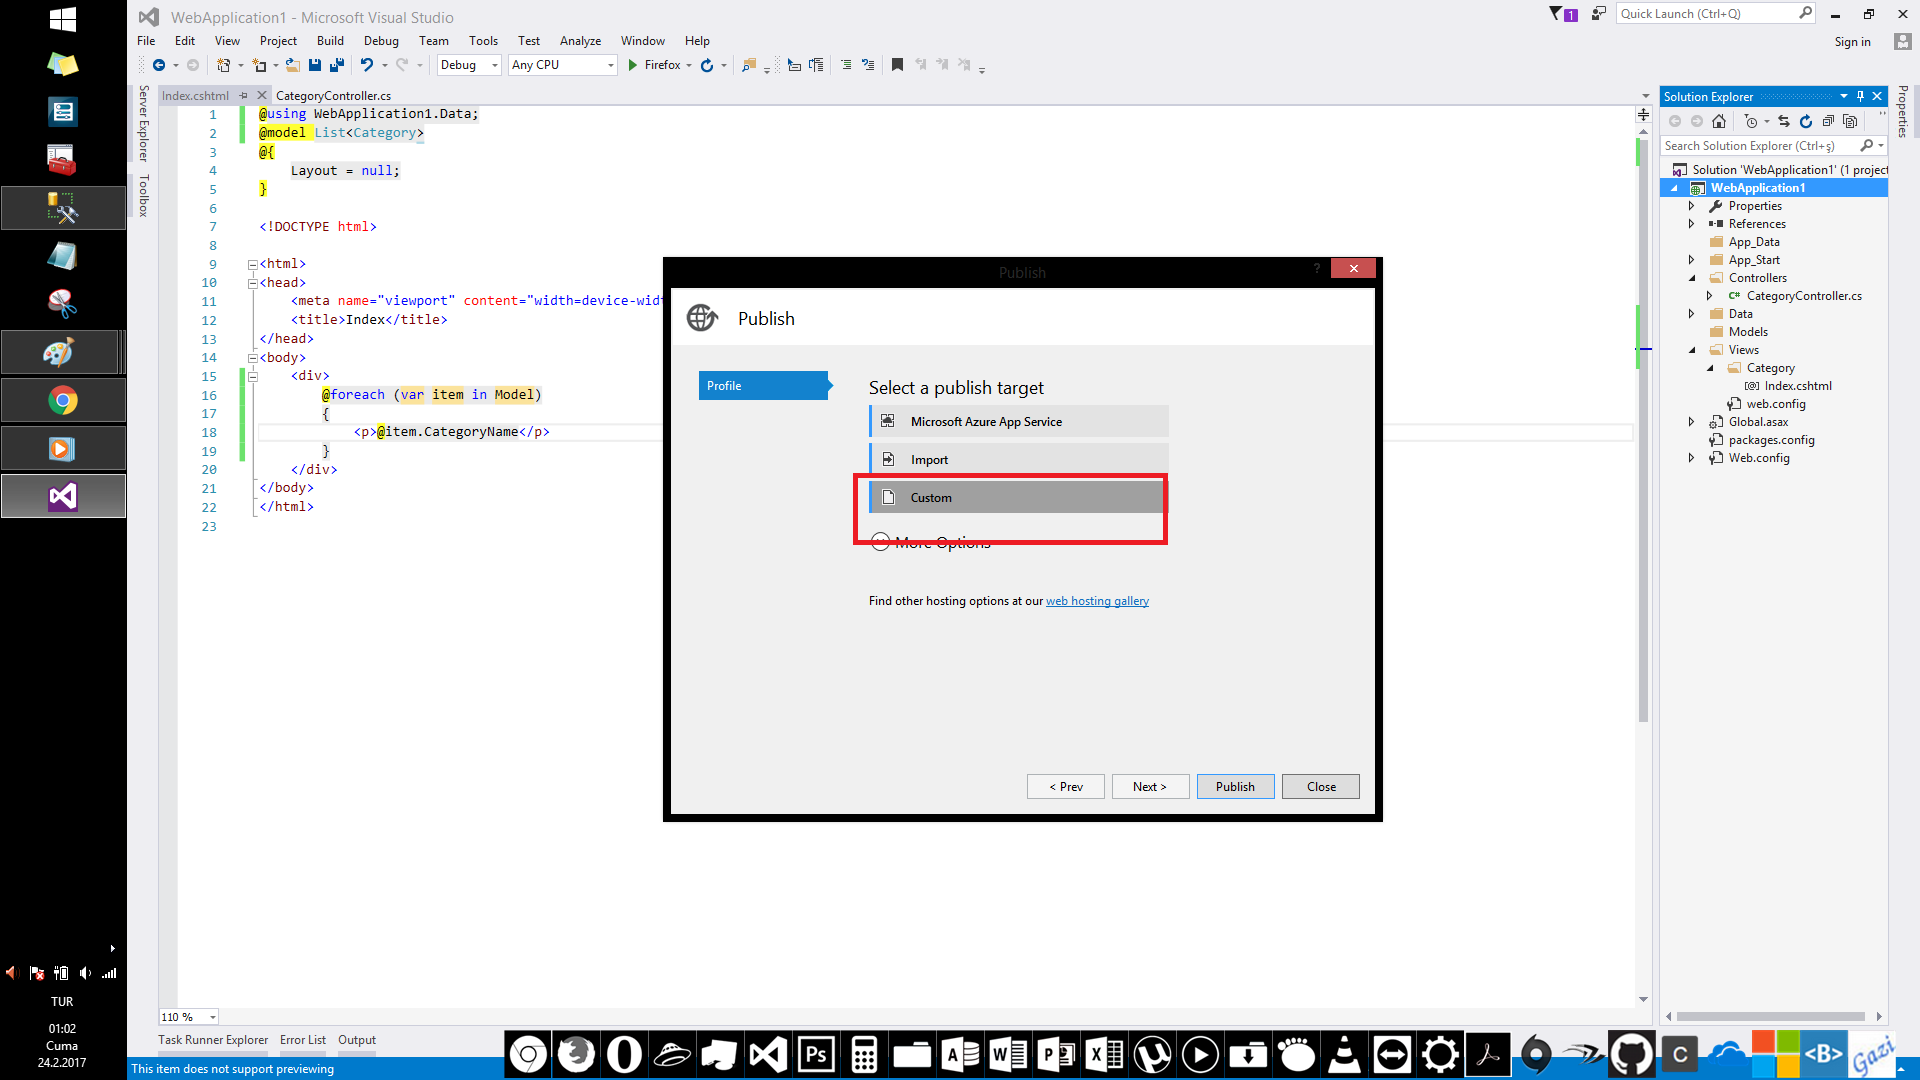 WebApplication1 - Microsoft Visual Studio
1
Quick Launch (Ctrl+Q)
File Edit View Project Build Debug Team Tools Test Analyze Window Help
Sign in
Debug
Any CPU
Firefox
Server Explorer
Toolbox
Index.cshtml
CategoryController.cs
1 @using WebApplication1.Data;
2 @model List<Category>
3 @{
4 Layout = null;
5 }
6
7 <!DOCTYPE html>
8
9 <html>
10 <head>
11 <meta name="viewport" content="width=device-widt
12 <title>Index</title>
13 </head>
14 <body>
15 <div>
16 @foreach (var item in Model)
17 {
18 <p>@item.CategoryName</p>
19 }
20 </div>
21 </body>
22 </html>
23
Publish
?
Publish
Profile
Select a publish target
Microsoft Azure App Service
Import
Custom
More Options
Find other hosting options at our web hosting gallery
< Prev
Next >
Publish
Close
Solution Explorer
Properties
Search Solution Explorer (Ctrl+ş)
Solution 'WebApplication1' (1 project
WebApplication1
Properties
References
App_Data
App_Start
Controllers
C# CategoryController.cs
Data
Models
Views
Category
Index.cshtml
web.config
Global.asax
packages.config
Web.config
110 %
Task Runner Explorer Error List Output
This item does not support previewing
TUR
01:02
Cuma
24.2.2017
Ps
A
W
P
X
C
<B>
Gazi